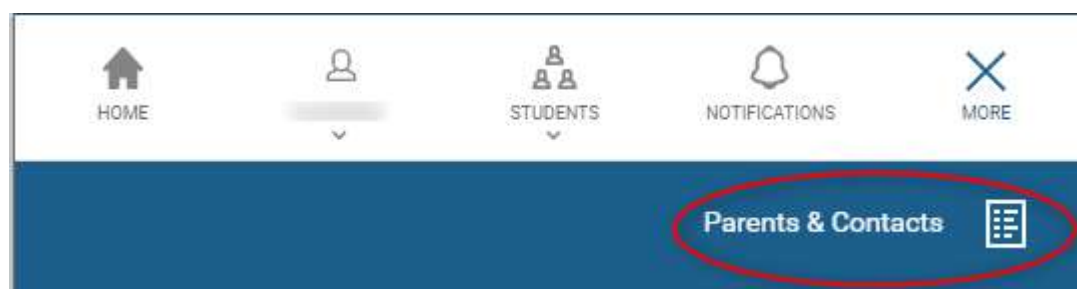 HOME
STUDENTS
NOTIFICATIONS
MORE
Parents & Contacts